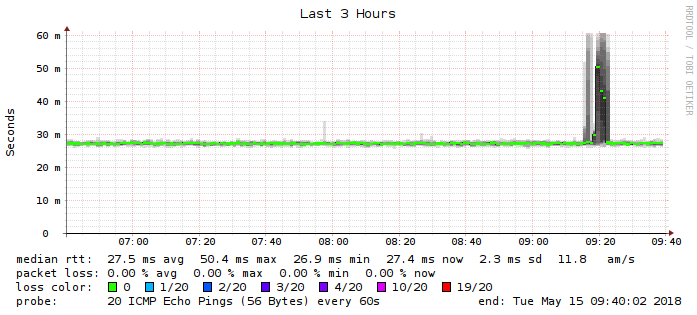 Last 3 Hours
RRDTOOL / TOBI OETIKER
Seconds
60 m
50 m
40 m
30 m
20 m
10 m
0
07:00 07:20 07:40 08:00 08:20 08:40 09:00 09:20 09:40
median rtt: 27.5 ms avg 50.4 ms max 26.9 ms min 27.4 ms now 2.3 ms sd 11.8 am/s
packet loss: 0.00 % avg 0.00 % max 0.00 % min 0.00 % now
loss color: 0 1/20 2/20 3/20 4/20 10/20 19/20
probe: 20 ICMP Echo Pings (56 Bytes) every 60s end: Tue May 15 09:40:02 2018